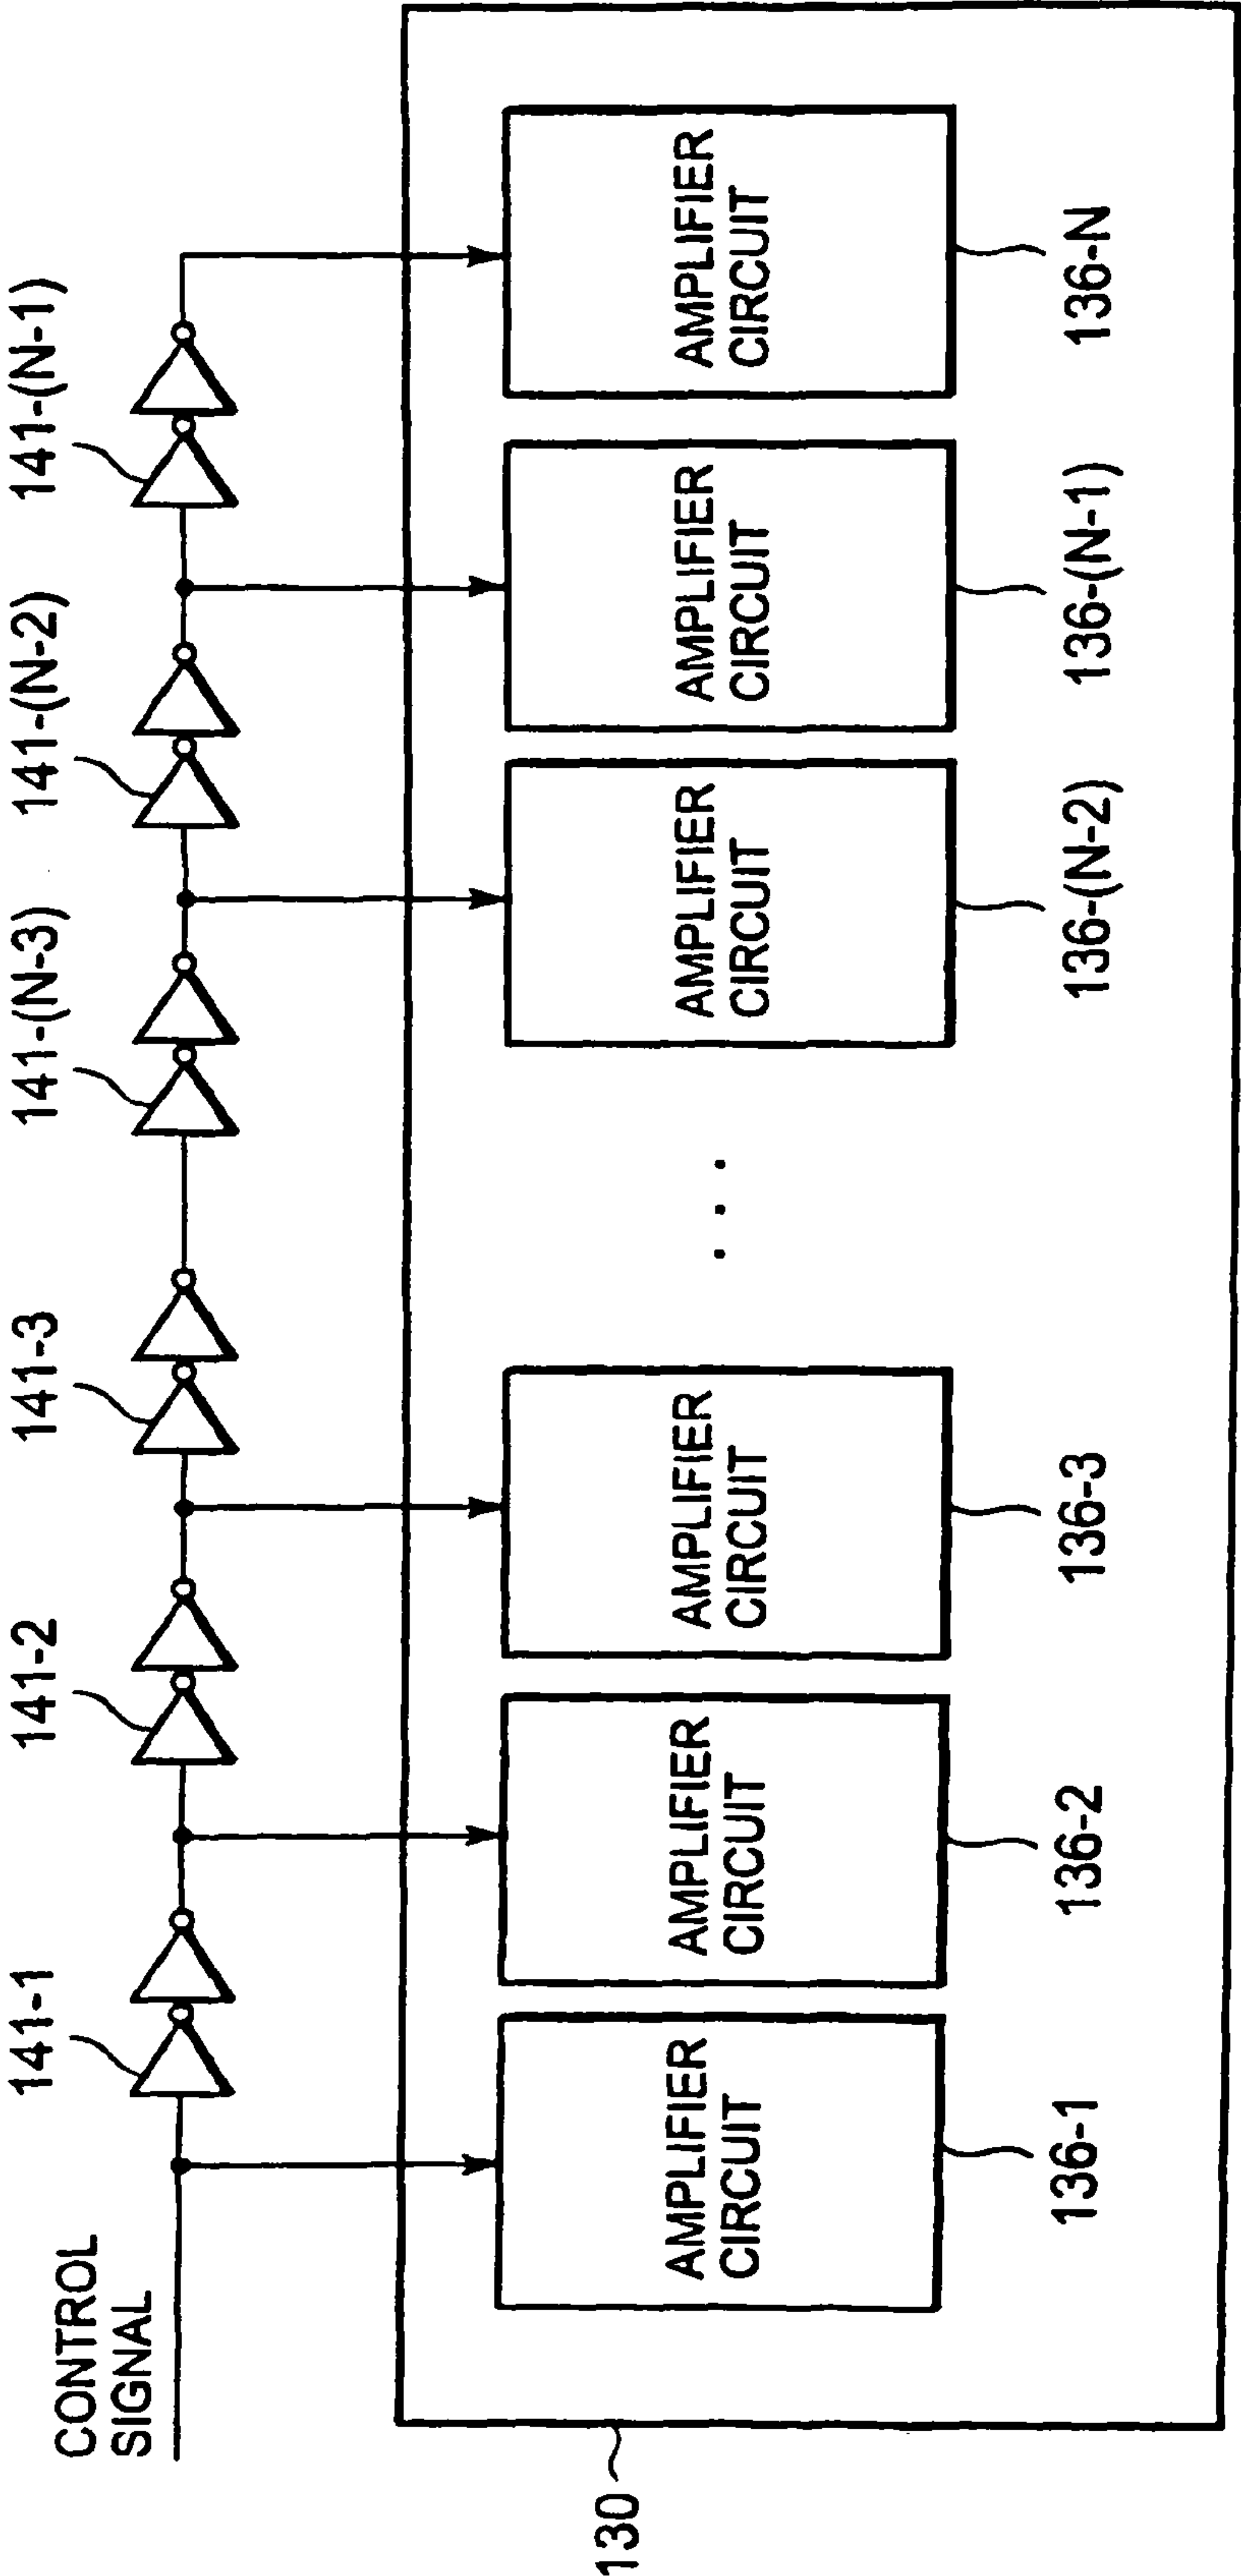 141-1
141-2
141-3
141-(N-3)
141-(N-2)
141-(N-1)
CONTROL
SIGNAL
AMPLIFIER
CIRCUIT
AMPLIFIER
CIRCUIT
AMPLIFIER
CIRCUIT
. . .
AMPLIFIER
CIRCUIT
AMPLIFIER
CIRCUIT
AMPLIFIER
CIRCUIT
130
136-1
136-2
136-3
136-(N-2)
136-(N-1)
136-N